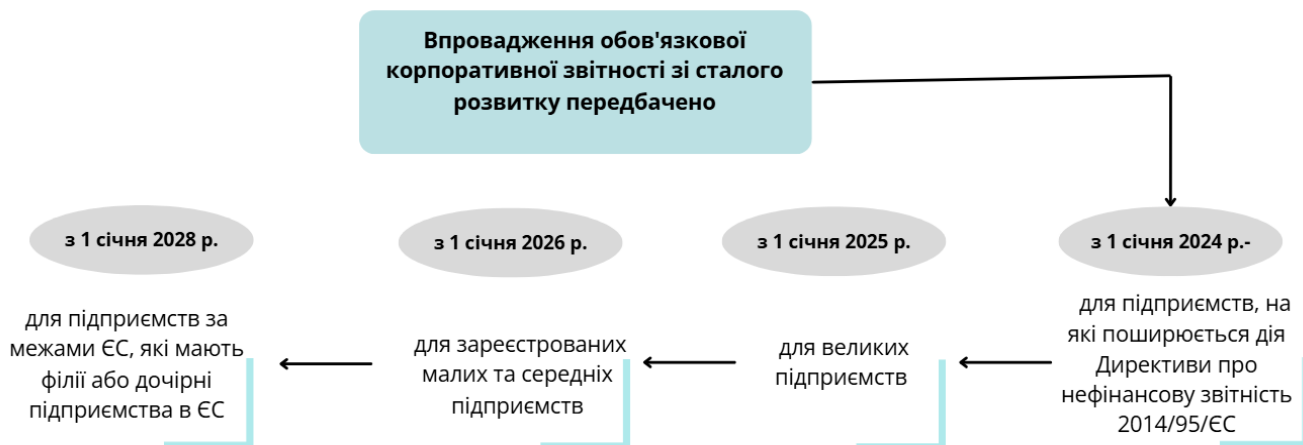 Впровадження обов'язкової
корпоративної звітності зі сталого
розвитку передбачено
з 1 січня 2028 р.
з 1 січня 2026 р.
з 1 січня 2025 р.
з 1 січня 2024 р.-
для підприємств за
межами ЄС, які мають
філії або дочірні
підприємства в ЄС
для зареєстрованих
малих та середніх
підприємств
для великих
підприємств
для підприємств, на
які поширюється дія
Директиви про
нефінансову звітність
2014/95/ЄС